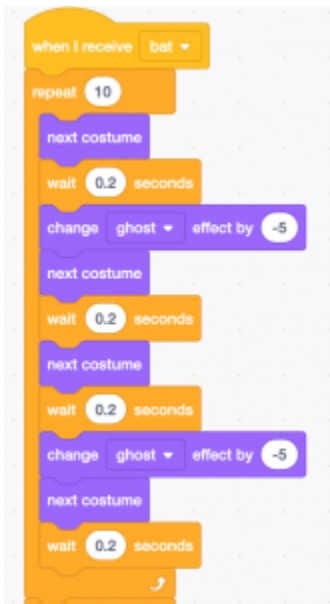 when I receive bat
repeat 10
next costume
wait 0.2 seconds
change ghost effect by -5
next costume
wait 0.2 seconds
next costume
wait 0.2 seconds
change ghost effect by -5
next costume
wait 0.2 seconds